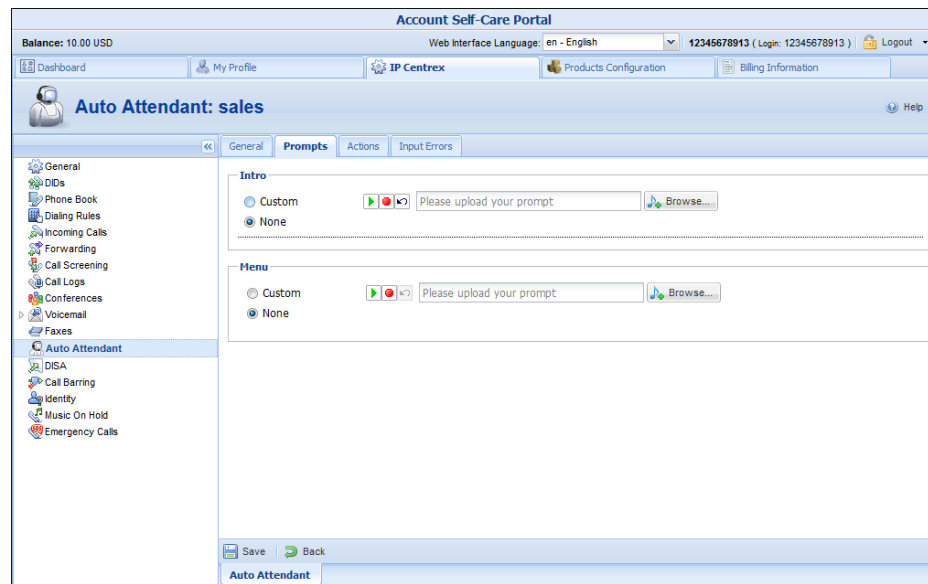 Account Self-Care Portal
Balance: 10.00 USD Web Interface Language: en - English 12345678913 ( Login: 12345678913 ) Logout
Dashboard My Profile IP Centrex Products Configuration Billing Information
Auto Attendant: sales Help
General Prompts Actions Input Errors
General
DIDs
Phone Book
Dialing Rules
Incoming Calls
Forwarding
Call Screening
Call Logs
Conferences
Voicemail
Faxes
Auto Attendant
DISA
Call Barring
Identity
Music On Hold
Emergency Calls
Intro
Custom Please upload your prompt Browse...
None
Menu
Custom Please upload your prompt Browse...
None
Save Back
Auto Attendant